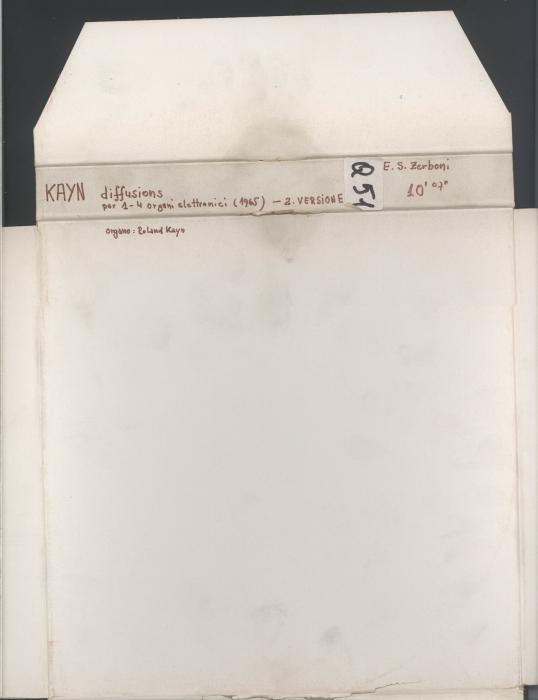 KAYN diffusions
per 1-4 organi elettronici (1965) - 2. VERSIONE
Q 51
E. S. Zerboni
10' 07"
organo: Roland Kayn